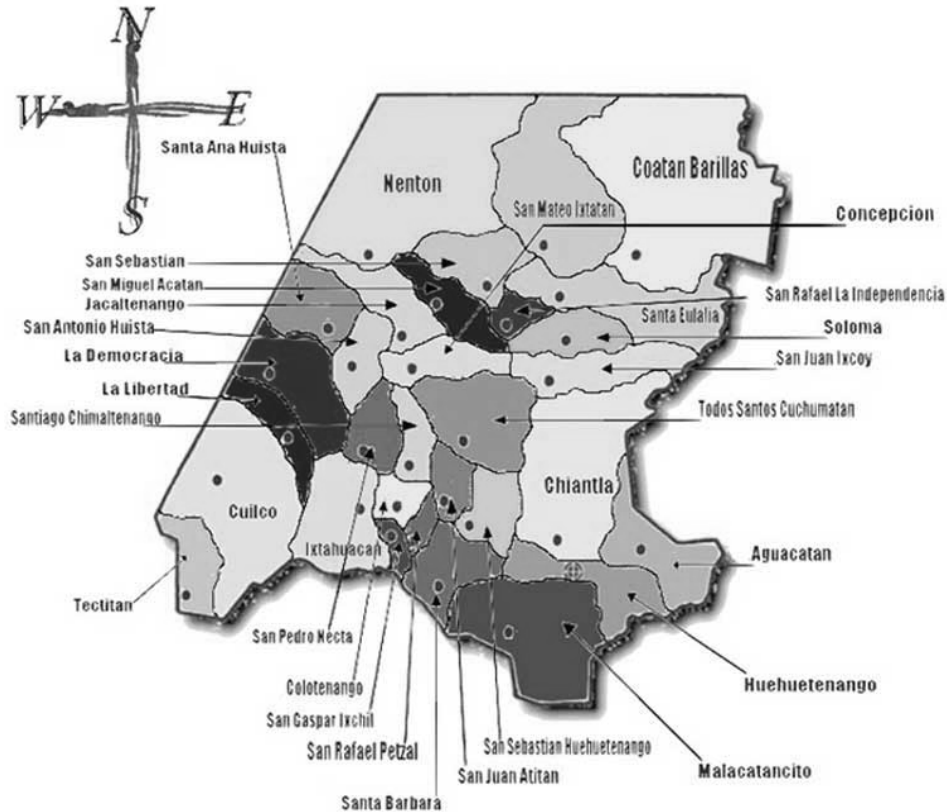 N
W E
S
Santa Ana Huista
Nenton
Coatan Barillas
San Mateo Ixtatan
Concepcion
San Sebastian
San Miguel Acatan
Jacaltenango
San Rafael La Independencia
San Antonio Huista
Santa Eulalia
Soloma
La Democracia
San Juan Ixcoy
La Libertad
Santiago Chimaltenango
Todos Santos Cuchumatan
Chiantla
Cuilco
Ixtahuacan
Aguacatan
Tectitan
San Pedro Necta
Colotenango
Huehuetenango
San Gaspar Ixchil
San Rafael Petzal
San Sebastian Huehuetenango
San Juan Atitan
Malacatancito
Santa Barbara